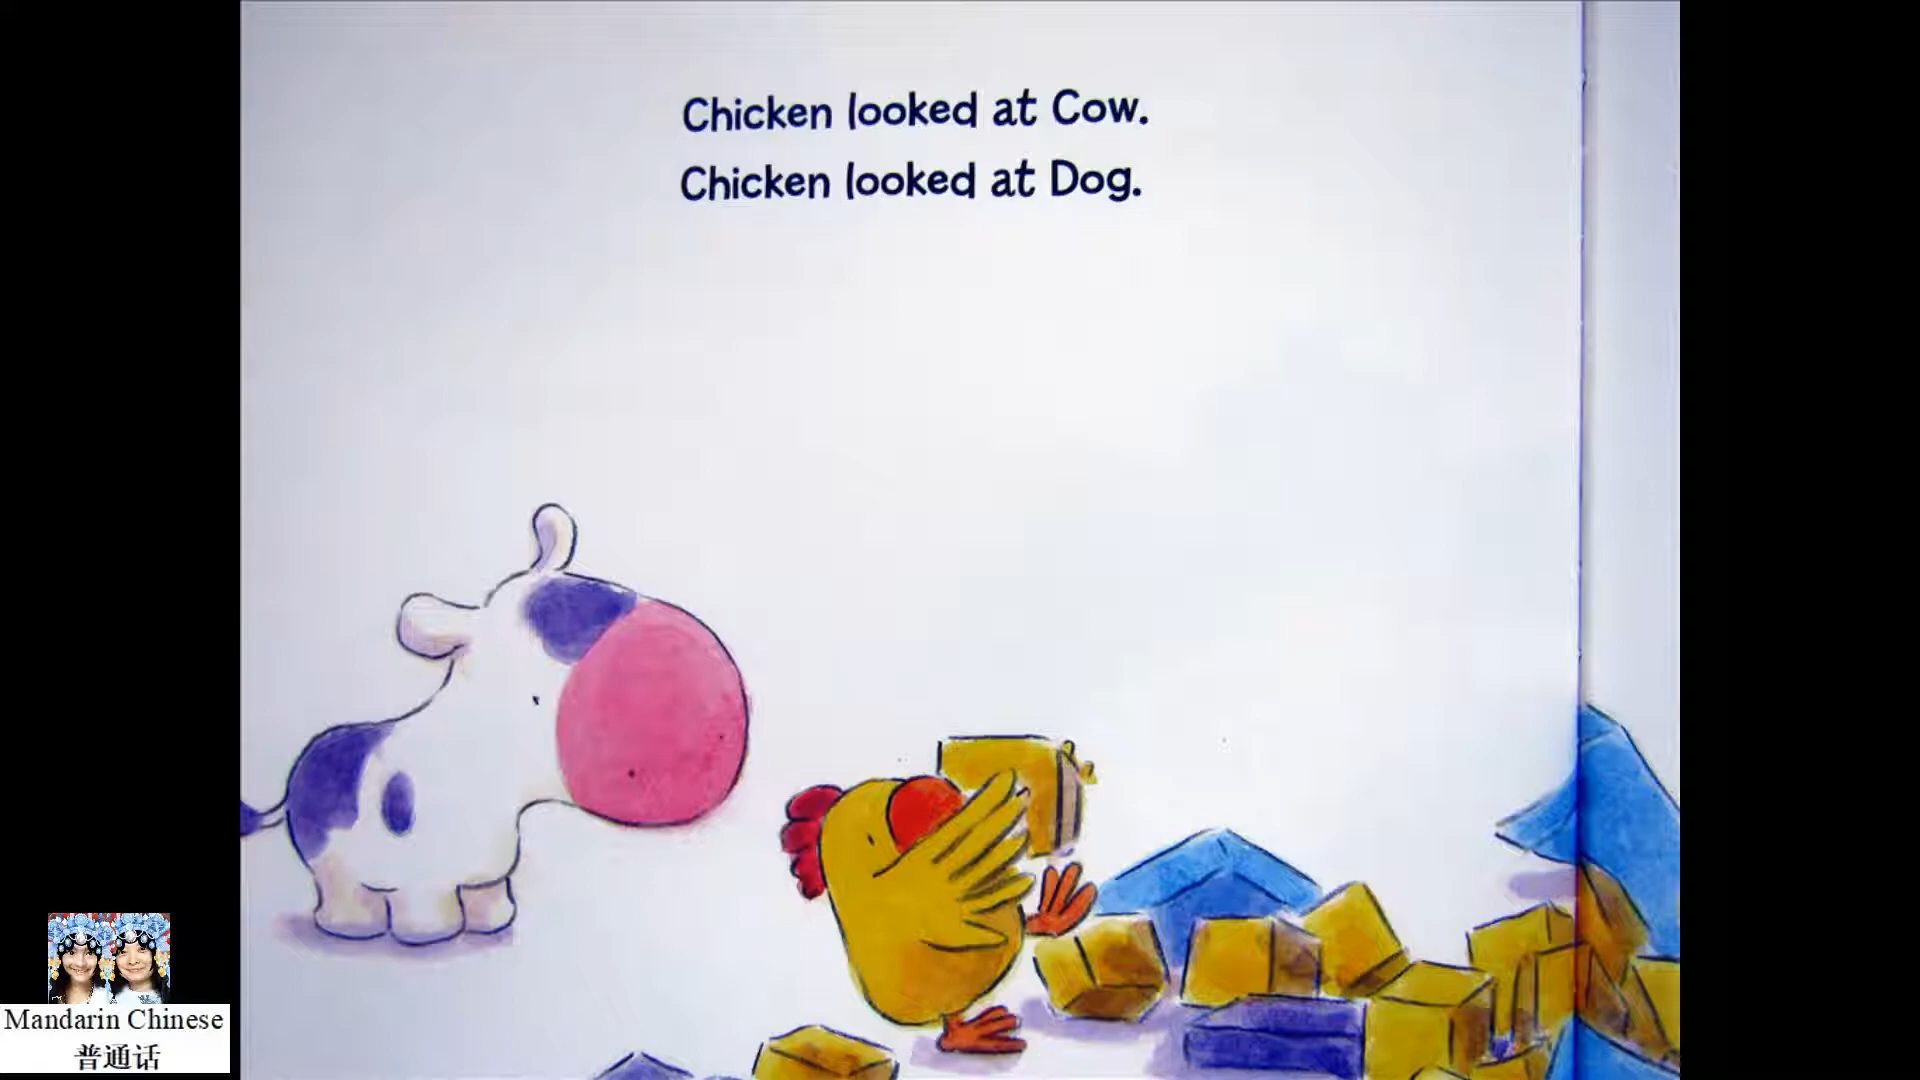 Chicken looked at Cow.
Chicken looked at Dog.
Mandarin Chinese
普通话